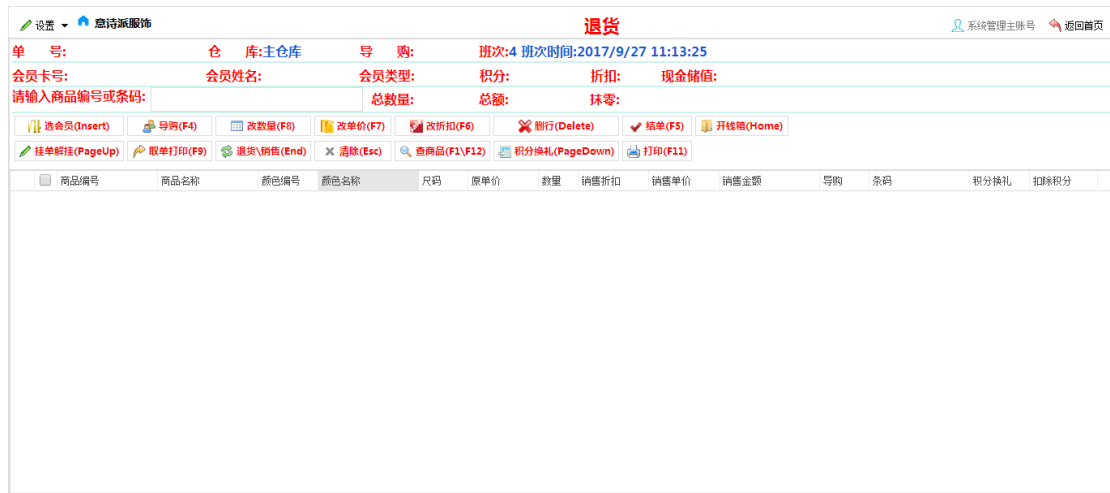 设置 意诗派服饰 退货 系统管理主账号 返回首页
单 号: 仓 库:主仓库 导 购: 班次:4 班次时间:2017/9/27 11:13:25
会员卡号: 会员姓名: 会员类型: 积分: 折扣: 现金储值:
请输入商品编号或条码: 总数量: 总额: 抹零:
选会员(Insert) 导购(F4) 改数量(F8) 改单价(F7) 改折扣(F6) 删行(Delete) 结单(F5) 开钱箱(Home)
挂单解挂(PageUp) 取单打印(F9) 退货\销售(End) 清除(Esc) 查商品(F1\F12) 积分换礼(PageDown) 打印(F11)
商品编号 商品名称 颜色编号 颜色名称 尺码 原单价 数量 销售折扣 销售单价 销售金额 导购 条码 积分换礼 扣除积分